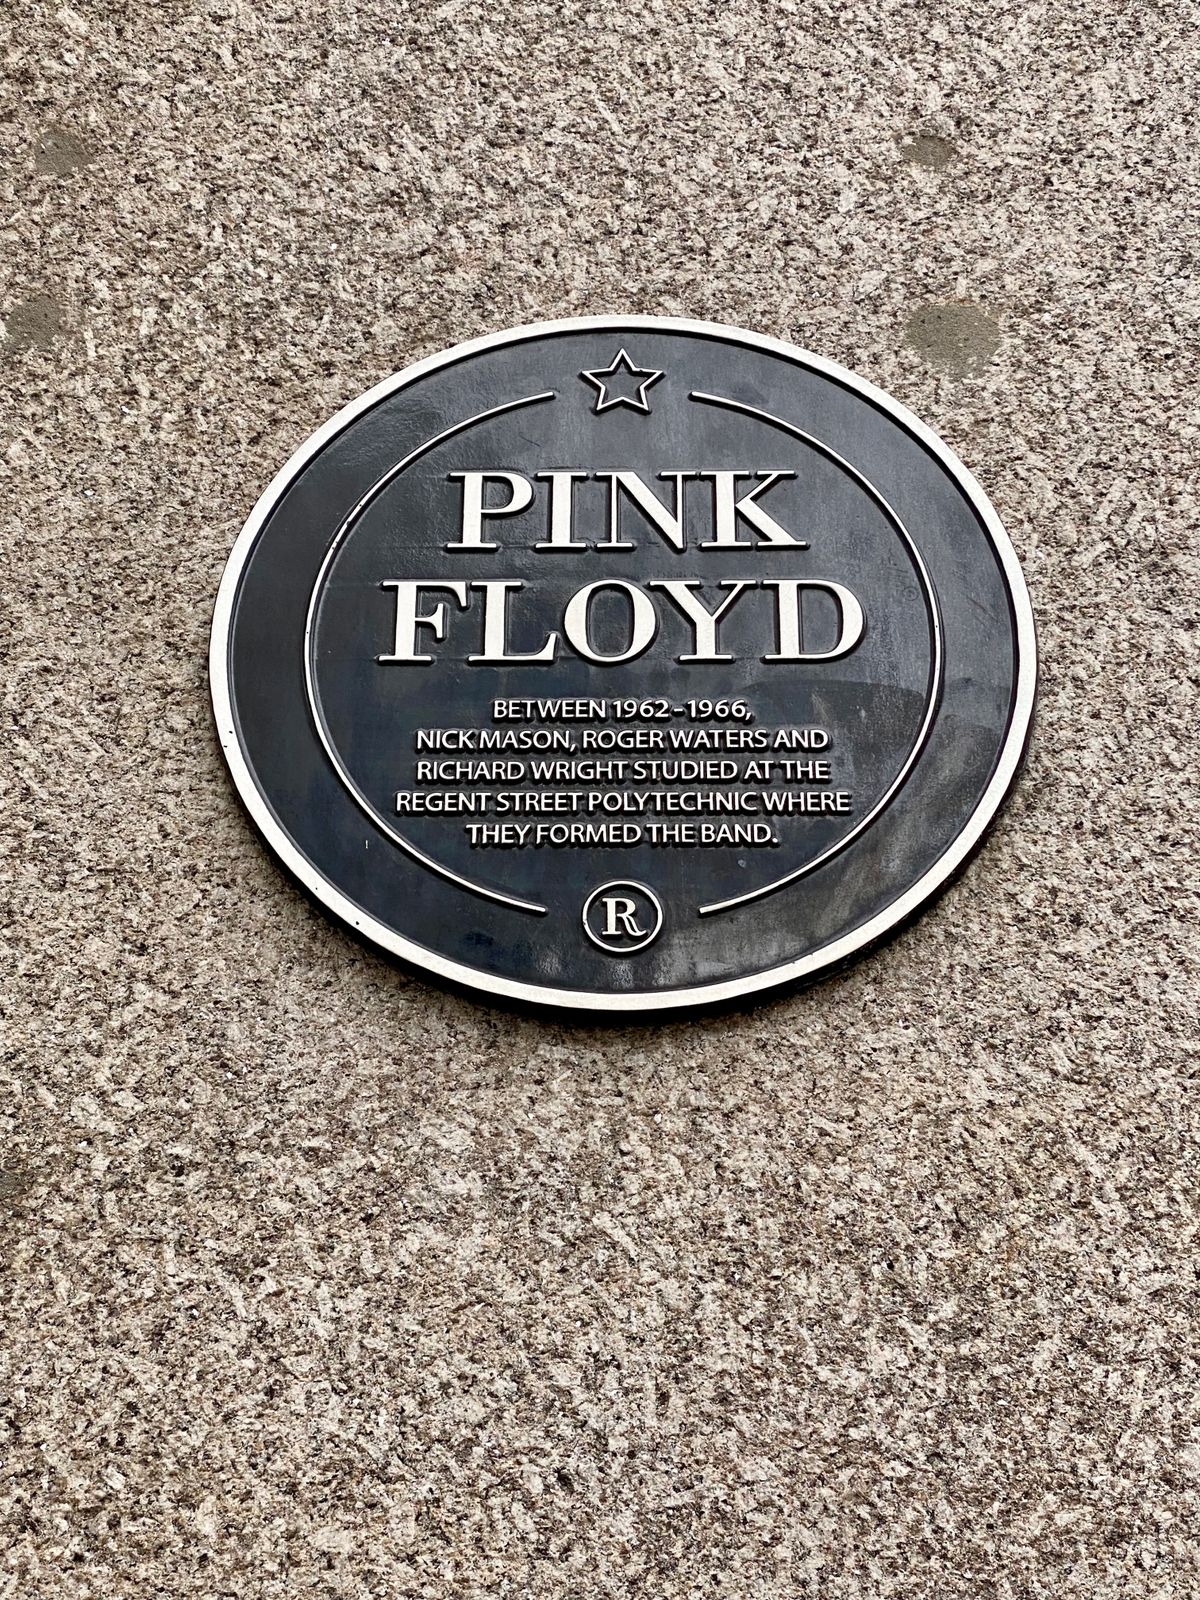 PINK
FLOYD
BETWEEN 1962-1966,
NICK MASON, ROGER WATERS AND
RICHARD WRIGHT STUDIED AT THE
REGENT STREET POLYTECHNIC WHERE
THEY FORMED THE BAND.
R